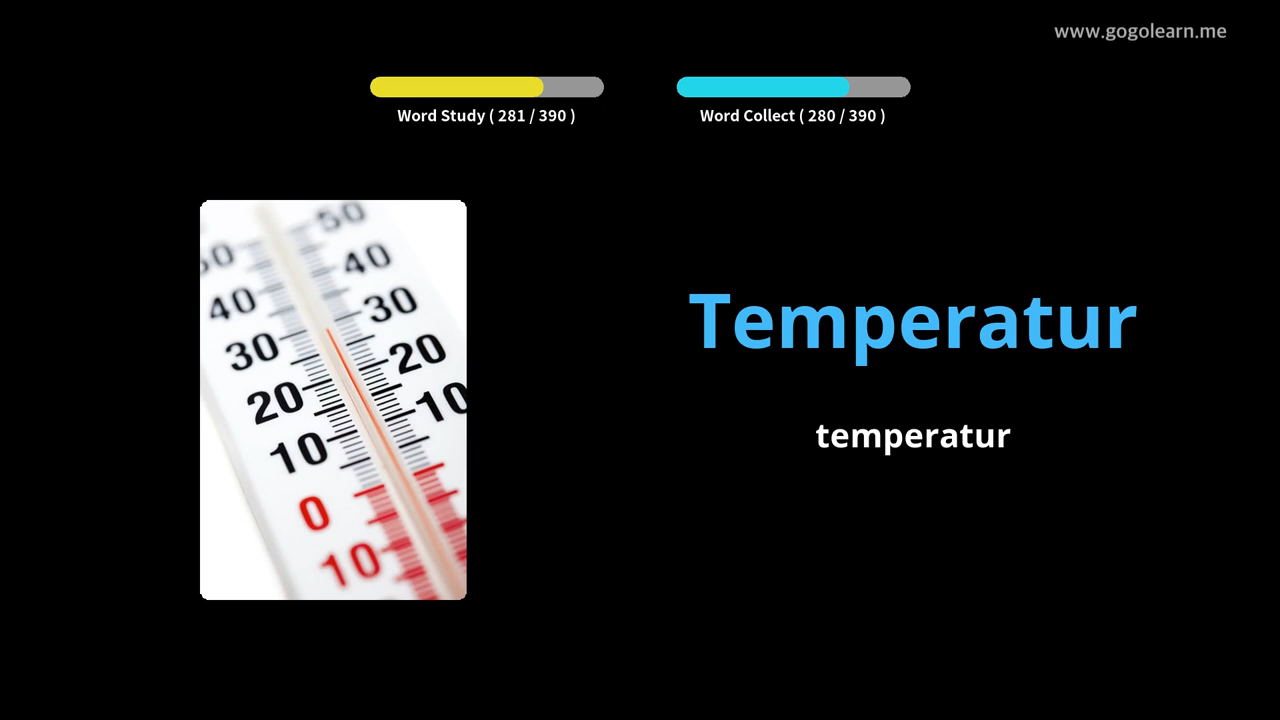 www.gogolearn.me
Word Study ( 281 / 390 )
Word Collect ( 280 / 390 )
50
50
40
40
30
30
20
20
10
10
0
10
Temperatur
temperatur